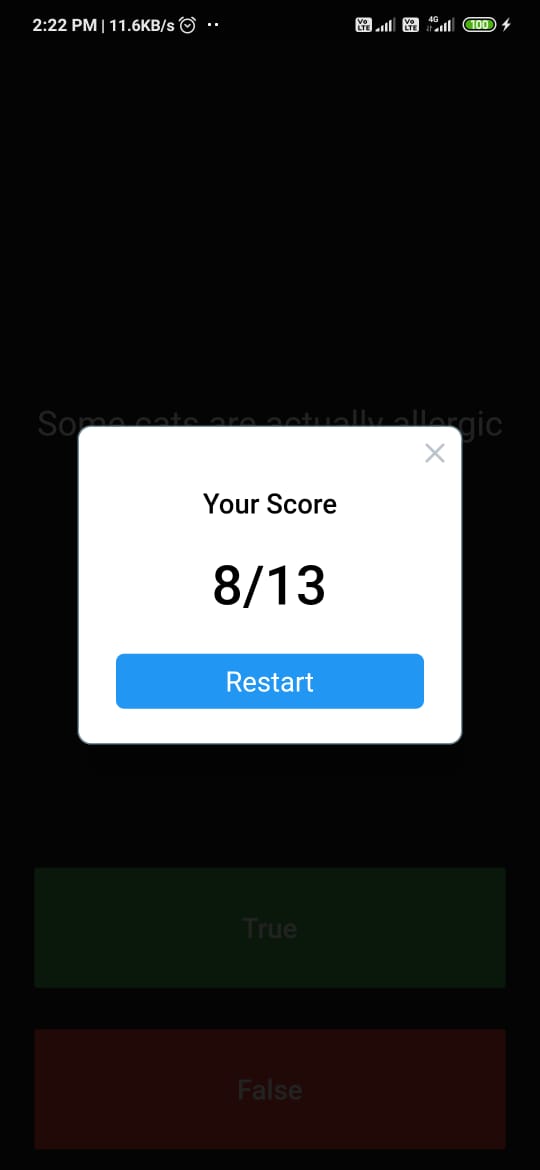 2:22 PM | 11.6KB/s
Vo LTE Vo LTE 4G 100
Some cats are actually allergic
Your Score
8/13
Restart
True
False